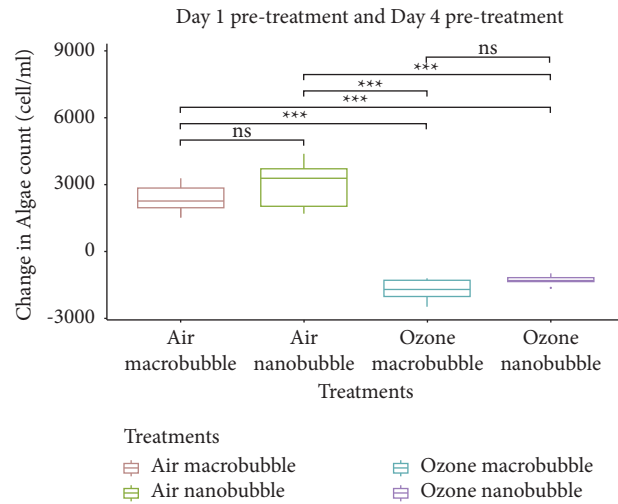 Day 1 pre-treatment and Day 4 pre-treatment
Change in Algae count (cell/ml)
9000
6000
3000
0
-3000
ns
***
***
***
***
ns
Air macrobubble
Air nanobubble
Ozone macrobubble
Ozone nanobubble
Treatments
Treatments
Air macrobubble
Air nanobubble
Ozone macrobubble
Ozone nanobubble